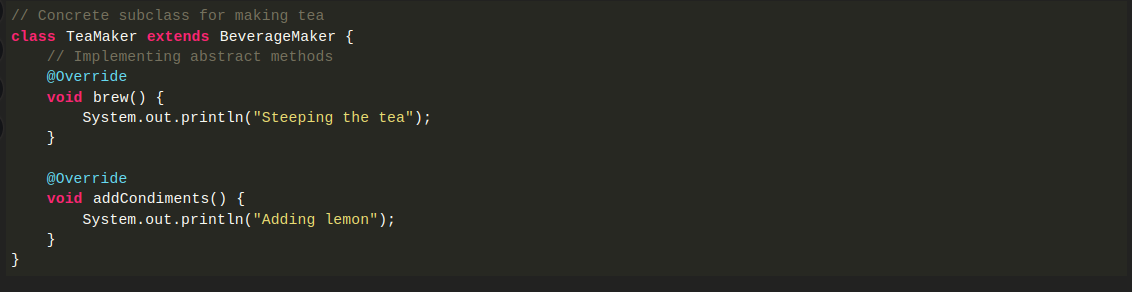 // Concrete subclass for making tea
class TeaMaker extends BeverageMaker {
    // Implementing abstract methods
    @Override
    void brew() {
        System.out.println("Steeping the tea");
    }

    @Override
    void addCondiments() {
        System.out.println("Adding lemon");
    }
}